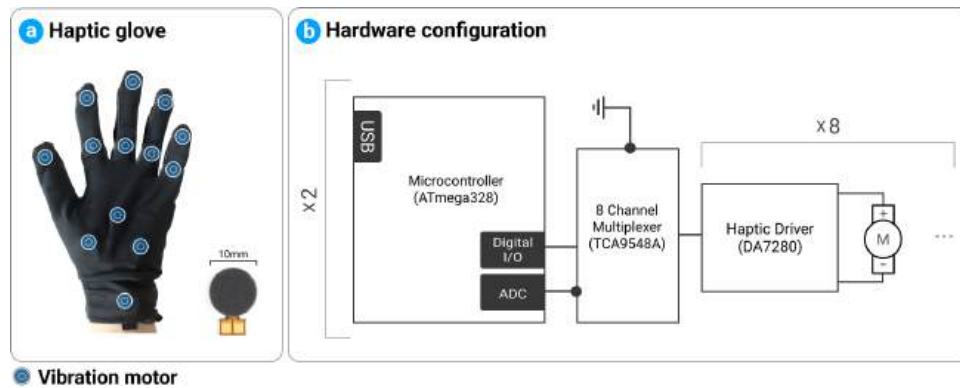 a Haptic glove
10mm
Vibration motor
b Hardware configuration
x 2
USB
Microcontroller
(ATmega328)
Digital
I/O
ADC
8 Channel
Multiplexer
(TCA9548A)
x 8
Haptic Driver
(DA7280)
+
M
-
...